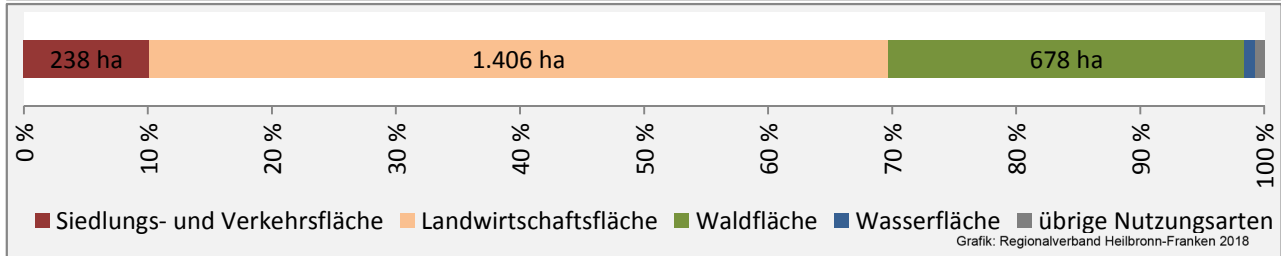 238 ha 1.406 ha 678 ha
0 % 10 % 20 % 30 % 40 % 50 % 60 % 70 % 80 % 90 % 100 %
Siedlungs- und Verkehrsfläche Landwirtschaftsfläche Waldfläche Wasserfläche übrige Nutzungsarten
Grafik: Regionalverband Heilbronn-Franken 2018